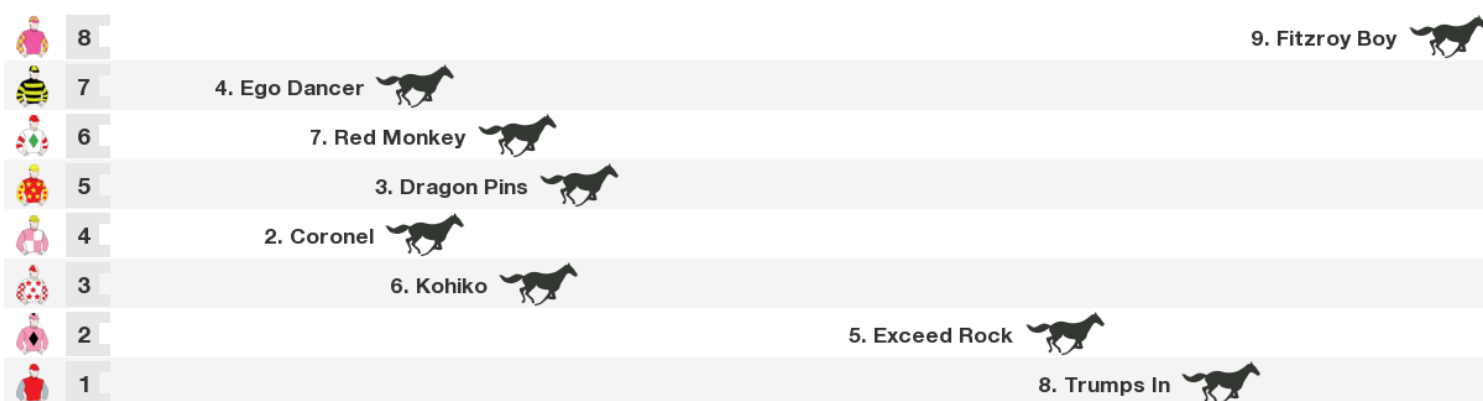 8 9. Fitzroy Boy
7 4. Ego Dancer
6 7. Red Monkey
5 3. Dragon Pins
4 2. Coronel
3 6. Kohiko
2 5. Exceed Rock
1 8. Trumps In